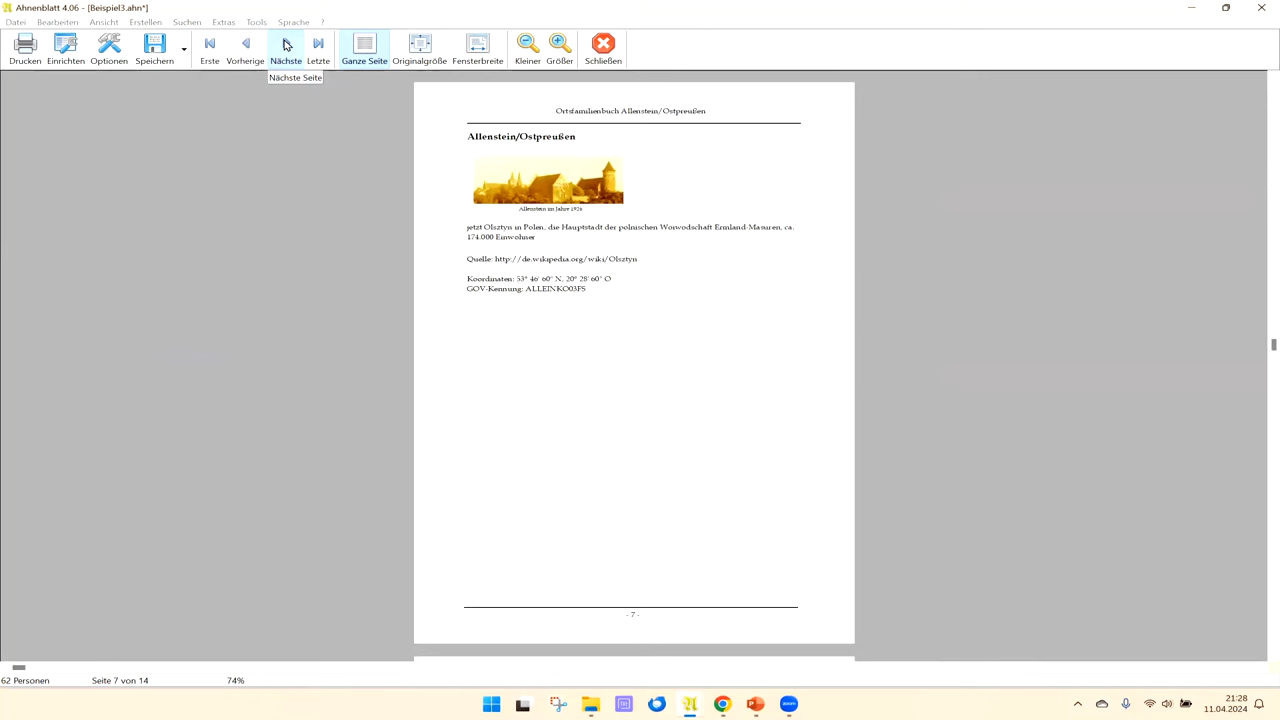 Ahnenblatt 4.06 - [Beispiel3.ahn*]
Datei Bearbeiten Ansicht Erstellen Suchen Extras Tools Sprache ?
Drucken Einrichten Optionen Speichern Erste Vorherige Nächste Letzte Ganze Seite Originalgröße Fensterbreite Kleiner Größer Schließen
Nächste Seite
Ortsfamilienbuch Allenstein/Ostpreußen
Allenstein/Ostpreußen
Allenstein im Jahre 1926
jetzt Olsztyn in Polen, die Hauptstadt der polnischen Woiwodschaft Ermland-Masuren, ca.
174.000 Einwohner
Quelle: http://de.wikipedia.org/wiki/Olsztyn
Koordinaten: 53° 46' 60" N, 20° 28' 60" O
GOV-Kennung: ALLEINKO03FS
- 7 -
62 Personen Seite 7 von 14 74%
zoom
21:28
11.04.2024